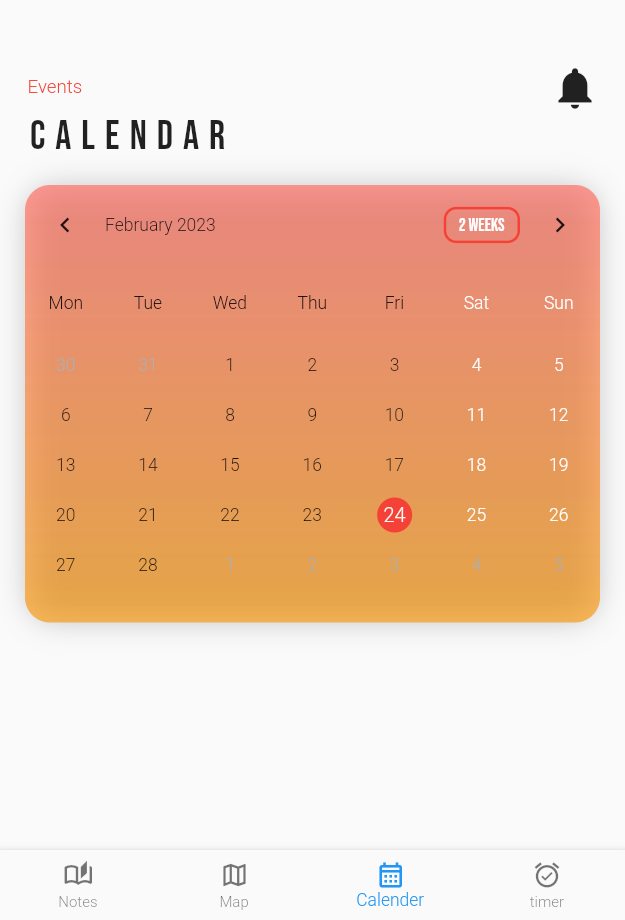 Events
CALENDAR
February 2023 2 WEEKS
Mon Tue Wed Thu Fri Sat Sun
30 31 1 2 3 4 5
6 7 8 9 10 11 12
13 14 15 16 17 18 19
20 21 22 23 24 25 26
27 28 1 2 3 4 5
Notes Map Calender timer